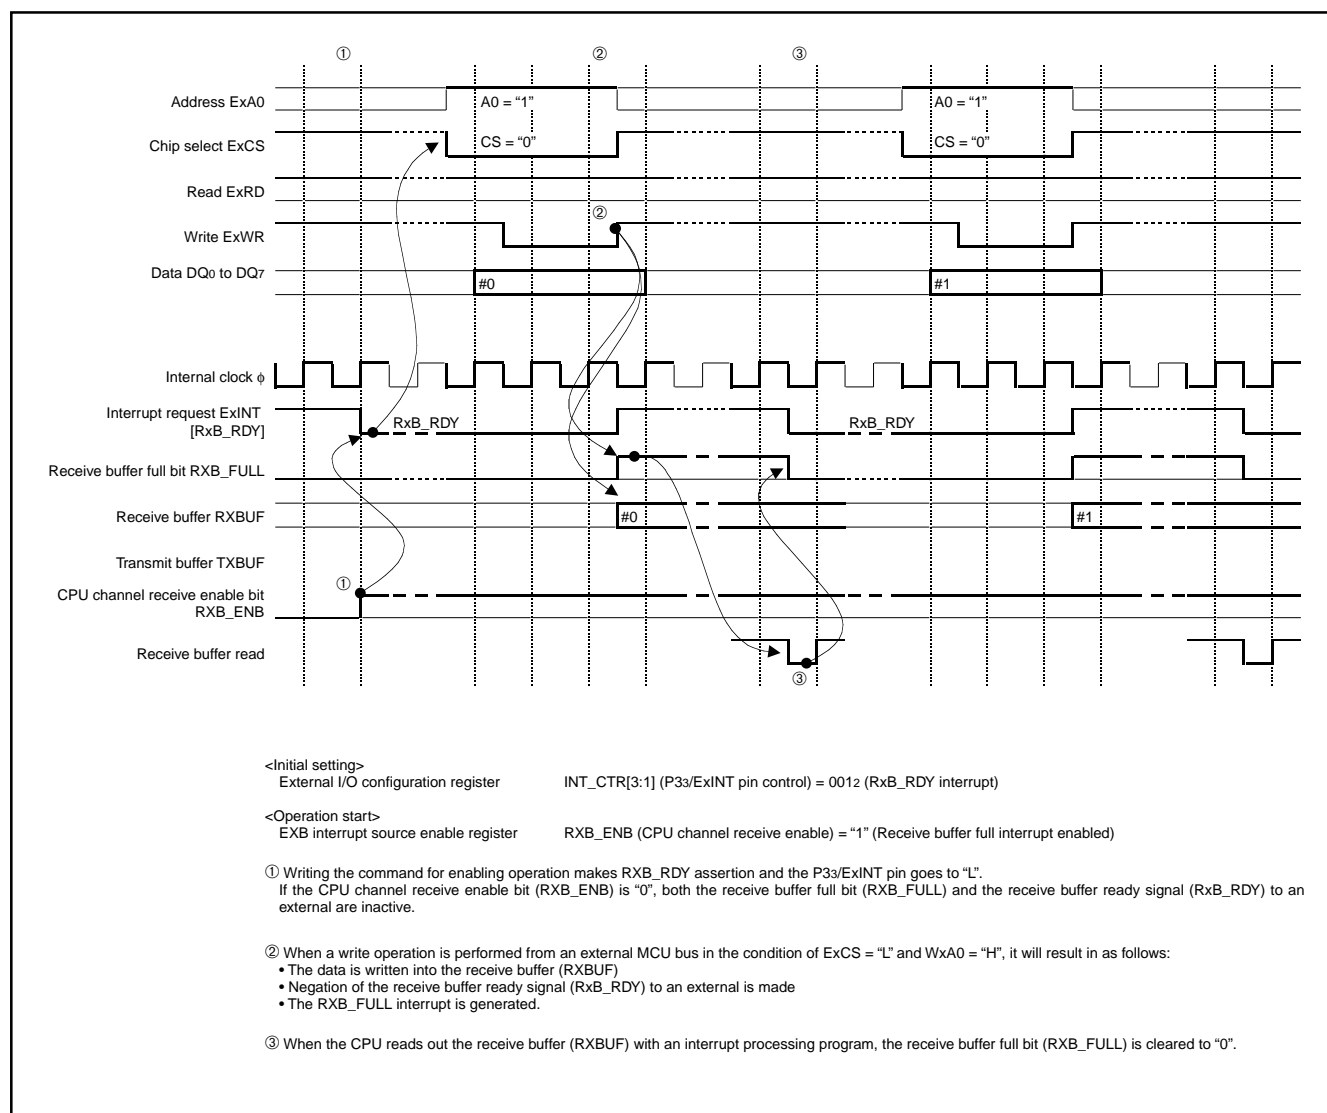 ① ② ③
Address ExA0
A0 = “1” A0 = “1”
Chip select ExCS
CS = “0” CS = “0”
Read ExRD
②
Write ExWR
Data DQ0 to DQ7
#0 #1
Internal clock ϕ
Interrupt request ExINT
[RxB_RDY]
RxB_RDY RxB_RDY
Receive buffer full bit RXB_FULL
Receive buffer RXBUF
#0 #1
Transmit buffer TXBUF
①
CPU channel receive enable bit
RXB_ENB
Receive buffer read
③
<Initial setting>
External I/O configuration register INT_CTR[3:1] (P33/ExINT pin control) = 0012 (RxB_RDY interrupt)
<Operation start>
EXB interrupt source enable register RXB_ENB (CPU channel receive enable) = “1” (Receive buffer full interrupt enabled)
① Writing the command for enabling operation makes RXB_RDY assertion and the P33/ExINT pin goes to “L”.
If the CPU channel receive enable bit (RXB_ENB) is “0”, both the receive buffer full bit (RXB_FULL) and the receive buffer ready signal (RxB_RDY) to an
external are inactive.
② When a write operation is performed from an external MCU bus in the condition of ExCS = “L” and WxA0 = “H”, it will result in as follows:
• The data is written into the receive buffer (RXBUF)
• Negation of the receive buffer ready signal (RxB_RDY) to an external is made
• The RXB_FULL interrupt is generated.
③ When the CPU reads out the receive buffer (RXBUF) with an interrupt processing program, the receive buffer full bit (RXB_FULL) is cleared to “0”.